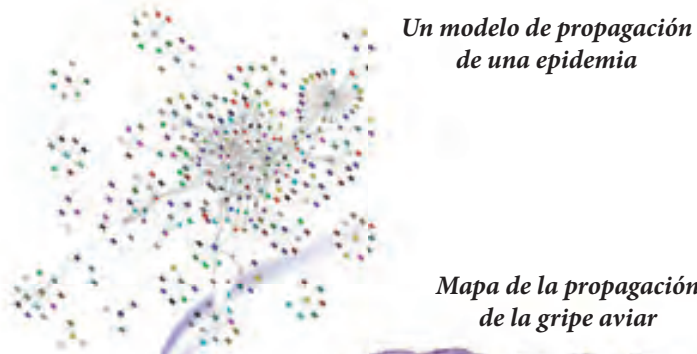 Un modelo de propagación
de una epidemia
Mapa de la propagación
de la gripe aviar